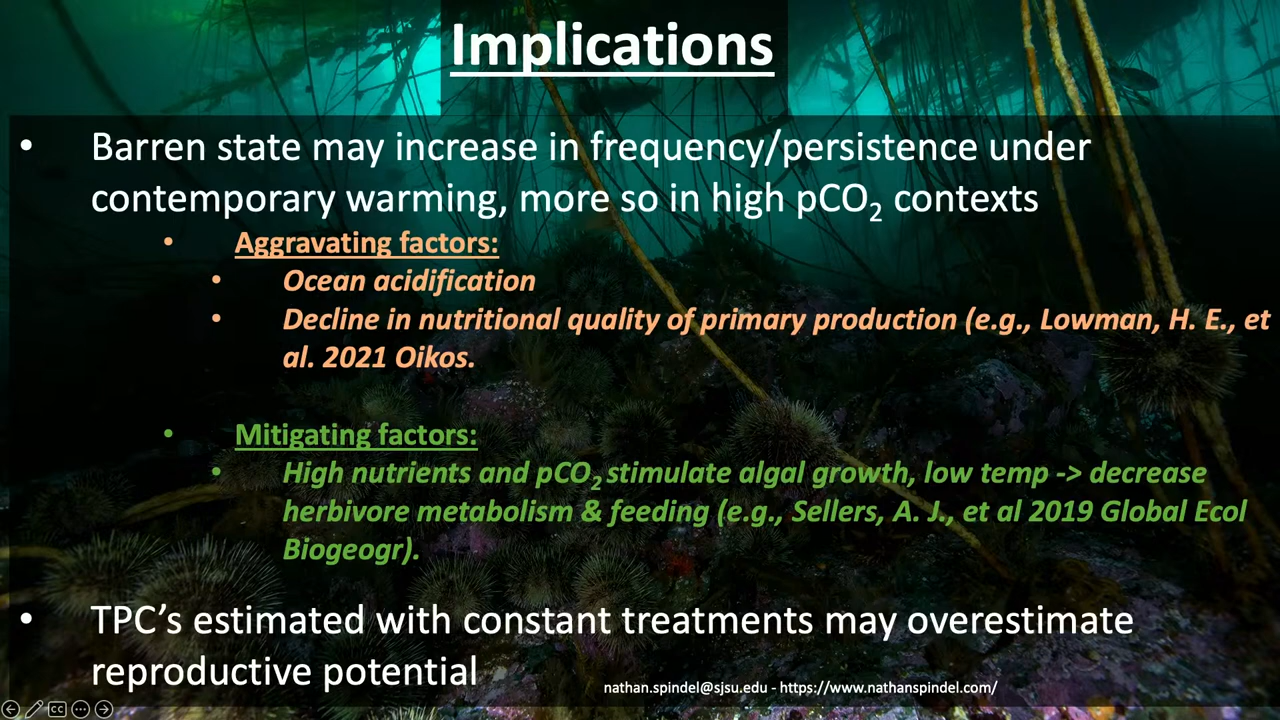 Implications
• Barren state may increase in frequency/persistence under
contemporary warming, more so in high pCO₂ contexts
• Aggravating factors:
• Ocean acidification
• Decline in nutritional quality of primary production (e.g., Lowman, H. E., et
al. 2021 Oikos.
• Mitigating factors:
• High nutrients and pCO₂ stimulate algal growth, low temp -> decrease
herbivore metabolism & feeding (e.g., Sellers, A. J., et al 2019 Global Ecol
Biogeogr).
• TPC’s estimated with constant treatments may overestimate
reproductive potential
nathan.spindel@sjsu.edu - https://www.nathanspindel.com/
CC